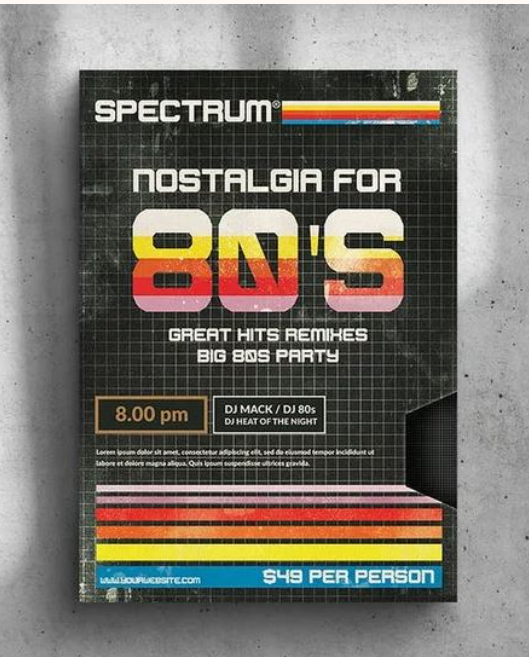 SPECTRUM®
NOSTALGIA FOR
80'S
GREAT HITS REMIXES
BIG 80S PARTY
8.00 pm
DJ MACK / DJ 80s
DJ HEAT OF THE NIGHT
Lorem ipsum dolor sit amet, consectetur adipiscing elit, sed do eiusmod tempor incididunt ut
labore et dolore magna aliqua. Quis ipsum suspendisse ultrices gravida.
WWW.YOURWEBSITE.COM
$49 PER PERSON